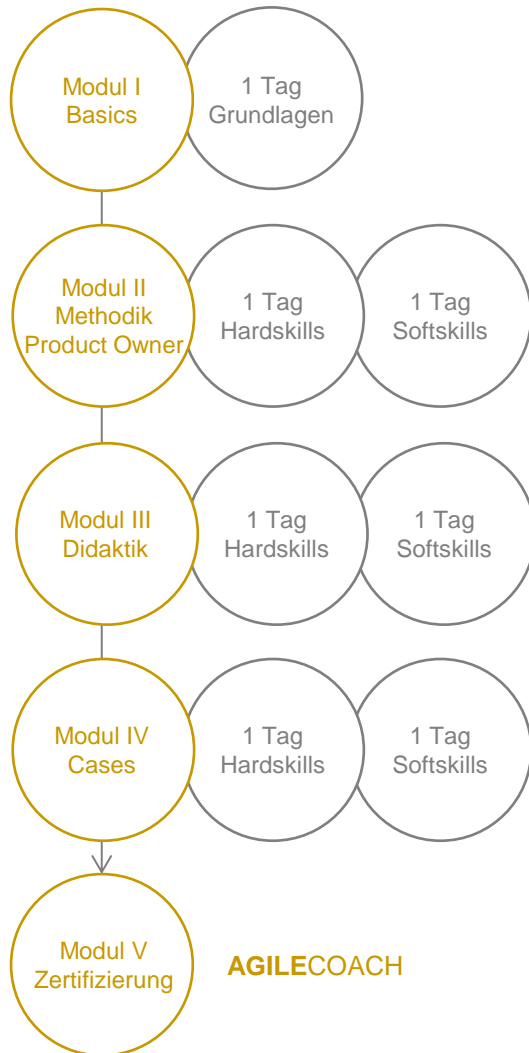 Modul I
Basics
1 Tag
Grundlagen
Modul II
Methodik
Product Owner
1 Tag
Hardskills
1 Tag
Softskills
Modul III
Didaktik
1 Tag
Hardskills
1 Tag
Softskills
Modul IV
Cases
1 Tag
Hardskills
1 Tag
Softskills
Modul V
Zertifizierung
AGILECOACH